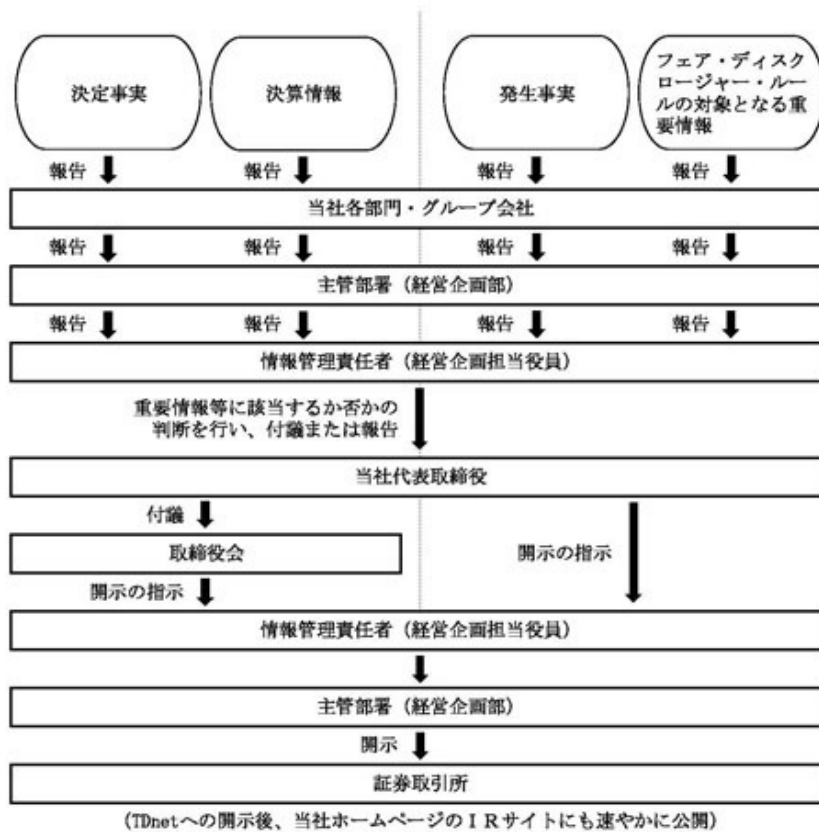 決定事実
決算情報
発生事実
フェア・ディスク
ロージャー・ルー
ルの対象となる重
要情報
報告
報告
報告
報告
当社各部門・グループ会社
報告
報告
報告
報告
主管部署（経営企画部）
報告
報告
報告
報告
情報管理責任者（経営企画担当役員）
重要情報等に該当するか否かの
判断を行い、付議または報告
当社代表取締役
付議
取締役会
開示の指示
開示の指示
情報管理責任者（経営企画担当役員）
主管部署（経営企画部）
開示
証券取引所
(TDnetへの開示後、当社ホームページのＩＲサイトにも速やかに公開)